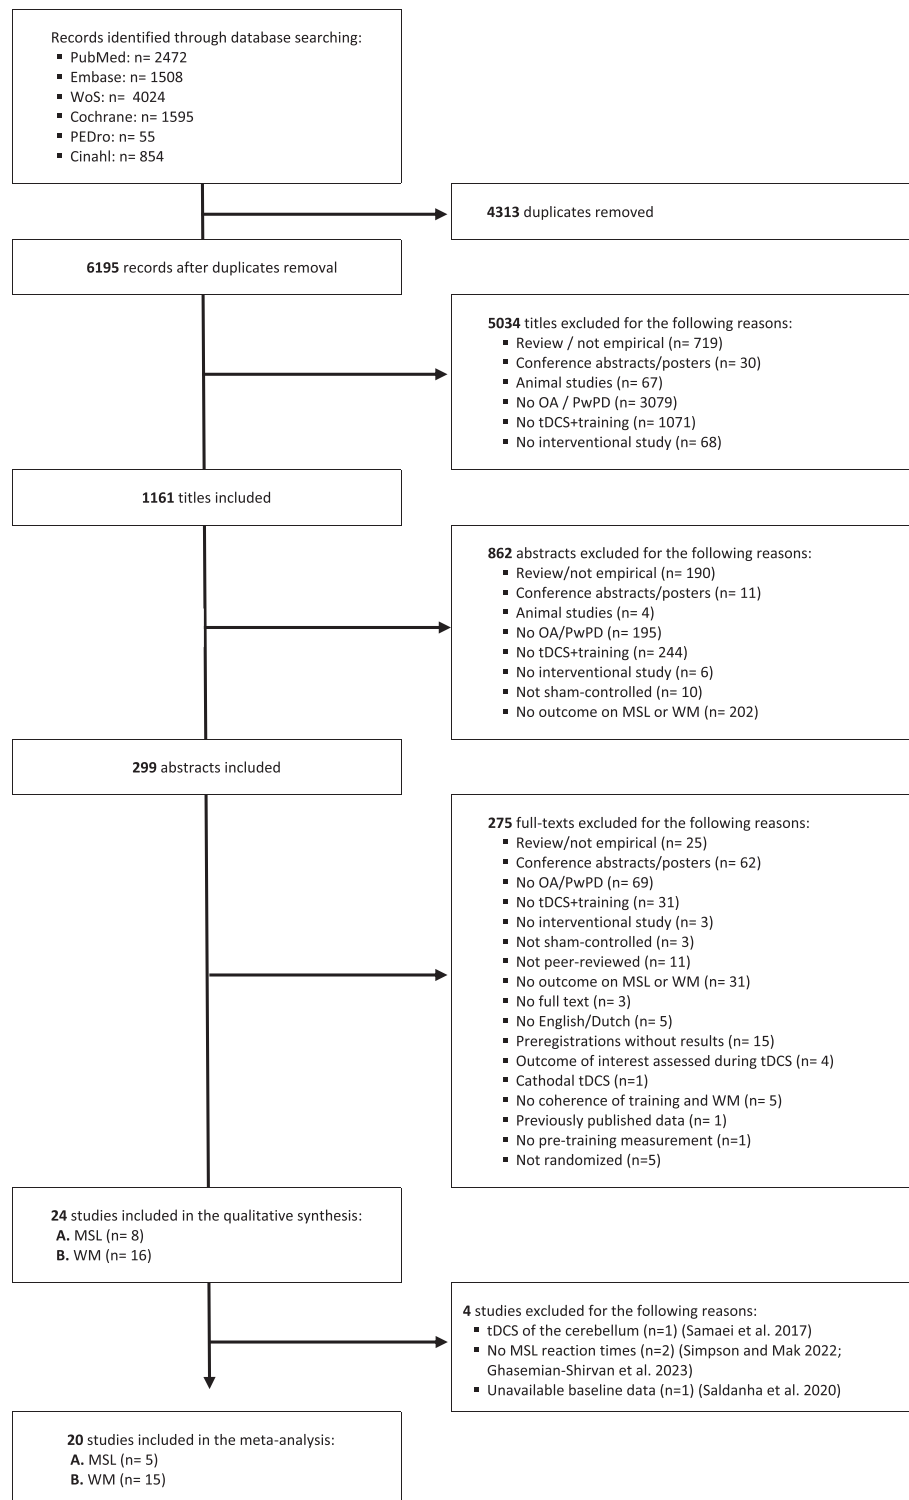 Records identified through database searching:
▪ PubMed: n= 2472
▪ Embase: n= 1508
▪ WoS: n=  4024
▪ Cochrane: n= 1595
▪ PEDro: n= 55
▪ Cinahl: n= 854
4313 duplicates removed
6195 records after duplicates removal
5034 titles excluded for the following reasons:
▪ Review / not empirical (n= 719)
▪ Conference abstracts/posters (n= 30)
▪ Animal studies (n= 67)
▪ No OA / PwPD (n= 3079)
▪ No tDCS+training (n= 1071)
▪ No interventional study (n= 68)
1161 titles included
862 abstracts excluded for the following reasons:
▪ Review/not empirical (n= 190)
▪ Conference abstracts/posters (n= 11)
▪ Animal studies (n= 4)
▪ No OA/PwPD (n= 195)
▪ No tDCS+training (n= 244)
▪ No interventional study (n= 6)
▪ Not sham-controlled (n= 10)
▪ No outcome on MSL or WM (n= 202)
299 abstracts included
275 full-texts excluded for the following reasons:
▪ Review/not empirical (n= 25)
▪ Conference abstracts/posters (n= 62)
▪ No OA/PwPD (n= 69)
▪ No tDCS+training (n= 31)
▪ No interventional study (n= 3)
▪ Not sham-controlled (n= 3)
▪ Not peer-reviewed (n= 11)
▪ No outcome on MSL or WM (n= 31)
▪ No full text (n= 3)
▪ No English/Dutch (n= 5)
▪ Preregistrations without results (n= 15)
▪ Outcome of interest assessed during tDCS (n= 4)
▪ Cathodal tDCS (n=1)
▪ No coherence of training and WM (n= 5)
▪ Previously published data (n= 1)
▪ No pre-training measurement (n=1)
▪ Not randomized (n=5)
24 studies included in the qualitative synthesis:
A. MSL (n= 8)
B. WM (n= 16)
4 studies excluded for the following reasons:
▪ tDCS of the cerebellum (n=1) (Samaei et al. 2017)
▪ No MSL reaction times (n=2) (Simpson and Mak 2022;
Ghasemian-Shirvan et al. 2023)
▪ Unavailable baseline data (n=1) (Saldanha et al. 2020)
20 studies included in the meta-analysis:
A. MSL (n= 5)
B. WM (n= 15)